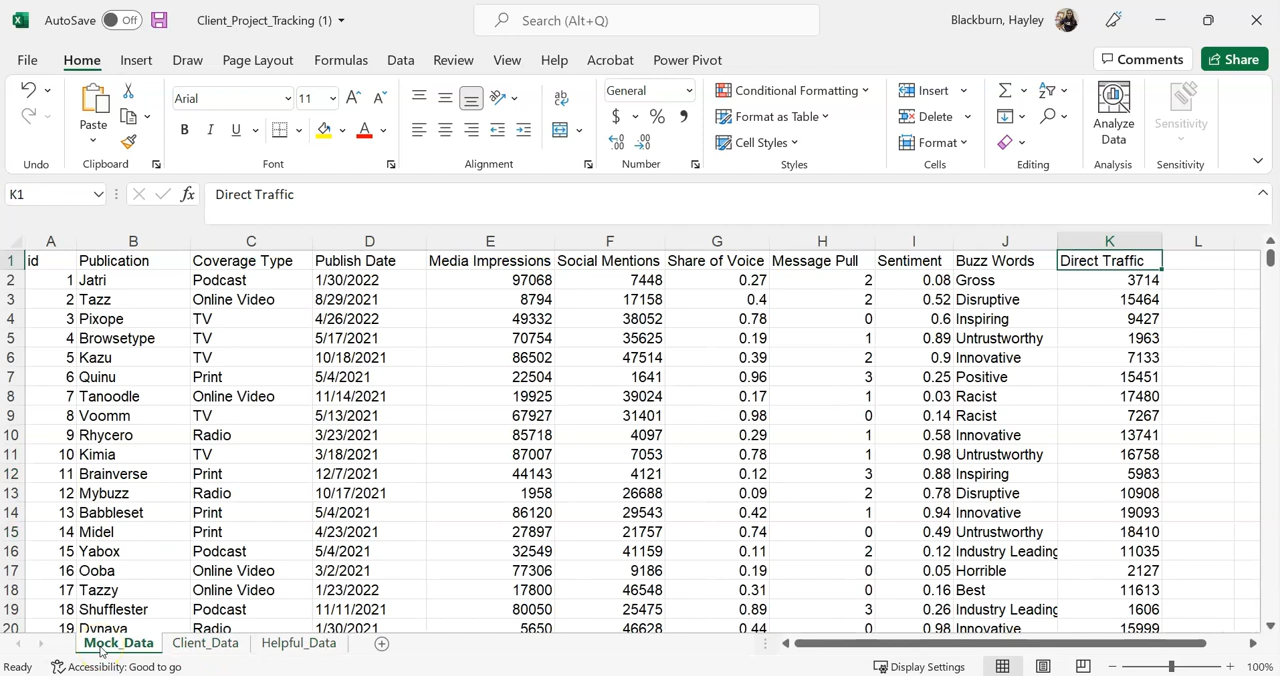 AutoSave Off Client_Project_Tracking (1) Search (Alt+Q) Blackburn, Hayley
File Home Insert Draw Page Layout Formulas Data Review View Help Acrobat Power Pivot Comments Share
Arial 11 General Conditional Formatting Insert
Paste $ % Format as Table Delete Analyze Data Sensitivity
B I U A Cell Styles Format
Undo Clipboard Font Alignment Number Styles Cells Editing Analysis Sensitivity
K1 fx Direct Traffic
A B C D E F G H I J K L
1 id Publication Coverage Type Publish Date Media Impressions Social Mentions Share of Voice Message Pull Sentiment Buzz Words Direct Traffic
2 1 Jatri Podcast 1/30/2022 97068 7448 0.27 2 0.08 Gross 3714
3 2 Tazz Online Video 8/29/2021 8794 17158 0.4 2 0.52 Disruptive 15464
4 3 Pixope TV 4/26/2022 49332 38052 0.78 0 0.6 Inspiring 9427
5 4 Browsetype TV 5/17/2021 70754 35625 0.19 1 0.89 Untrustworthy 1963
6 5 Kazu TV 10/18/2021 86502 47514 0.39 2 0.9 Innovative 7133
7 6 Quinu Print 5/4/2021 22504 1641 0.96 3 0.25 Positive 15451
8 7 Tanoodle Online Video 11/14/2021 19925 39024 0.17 1 0.03 Racist 17480
9 8 Voomm TV 5/13/2021 67927 31401 0.98 0 0.14 Racist 7267
10 9 Rhycero Radio 3/23/2021 85718 4097 0.29 1 0.58 Innovative 13741
11 10 Kimia TV 3/18/2021 87007 7053 0.78 1 0.98 Untrustworthy 16758
12 11 Brainverse Print 12/7/2021 44143 4121 0.12 3 0.88 Inspiring 5983
13 12 Mybuzz Radio 10/17/2021 1958 26688 0.09 2 0.78 Disruptive 10908
14 13 Babbleset Print 5/4/2021 86120 29543 0.42 1 0.94 Innovative 19093
15 14 Midel Print 4/23/2021 27897 21757 0.74 0 0.49 Untrustworthy 18410
16 15 Yabox Podcast 5/4/2021 32549 41159 0.11 2 0.12 Industry Leading 11035
17 16 Ooba Online Video 3/2/2021 77306 9186 0.19 0 0.05 Horrible 2127
18 17 Tazzy Online Video 1/23/2022 17800 46548 0.31 0 0.16 Best 11613
19 18 Shufflester Podcast 11/11/2021 80050 25475 0.89 3 0.26 Industry Leading 1606
20 19 Dynava Radio 1/30/2021 5650 46628 0.44 0 0.98 Innovative 15999
Mock_Data Client_Data Helpful_Data
Ready Accessibility: Good to go Display Settings 100%